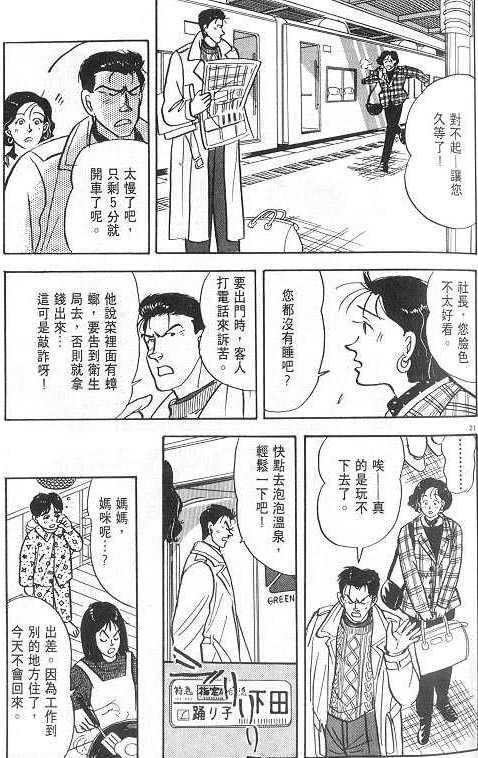 對不起—讓您
久等了！
太慢了吧，
只剩5分就
開車了呢。
社長，您臉色
不太好看。
您都沒有睡吧？
要出門時，客人
打電話來訴苦。
他說菜裡面有蟑
螂，要告到衛生
局去，否則就拿
錢出來…
這可是敲詐呀！
21
………
唉—真
的是玩不
下去了。
快點去泡泡溫泉，
輕鬆一下吧！
GREEN
特急
指定
踊り子
下田
り
媽媽，
媽咪呢…？
出差。因為工作到
別的地方住了，
今天不會回來。